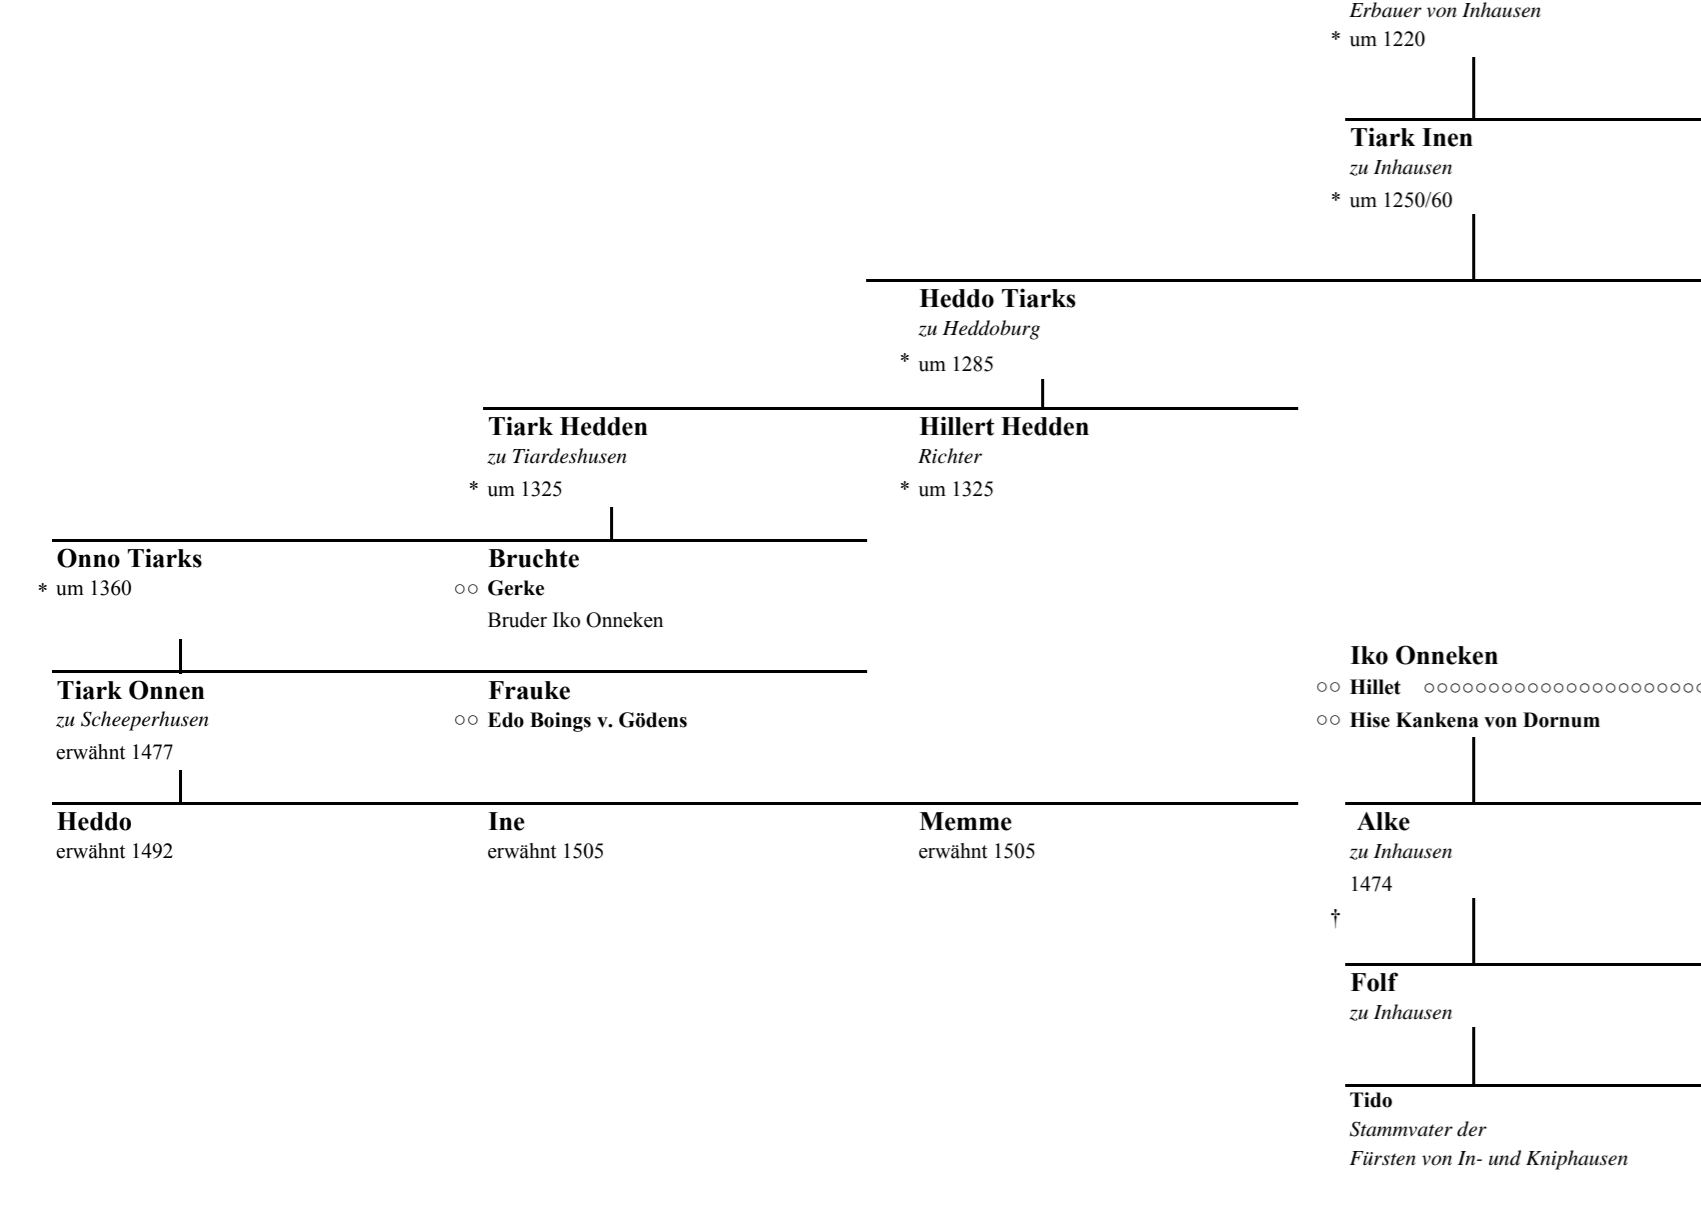 Erbauer von Inhausen
* um 1220
Tiark Inen
zu Inhausen
* um 1250/60
Heddo Tiarks
zu Heddoburg
* um 1285
Tiark Hedden
zu Tiardeshusen
* um 1325
Hillert Hedden
Richter
* um 1325
Onno Tiarks
* um 1360
Bruchte
○○ Gerke
Bruder Iko Onneken
Iko Onneken
○○ Hillet ○○○○○○○○○○○○○○○○○○○○○○
○○ Hise Kankena von Dornum
Tiark Onnen
zu Scheeperhusen
erwähnt 1477
Frauke
○○ Edo Boings v. Gödens
Heddo
erwähnt 1492
Ine
erwähnt 1505
Memme
erwähnt 1505
Alke
zu Inhausen
1474
†
Folf
zu Inhausen
Tido
Stammvater der
Fürsten von In- und Kniphausen